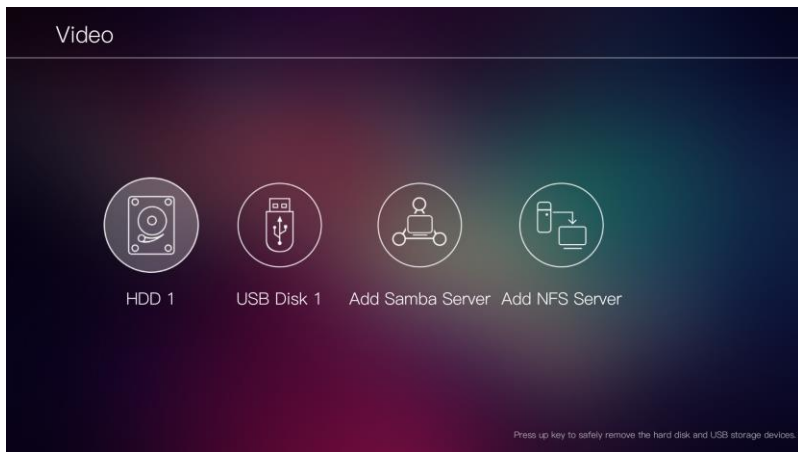 Video
HDD 1
USB Disk 1
Add Samba Server
Add NFS Server
Press up key to safely remove the hard disk and USB storage devices.